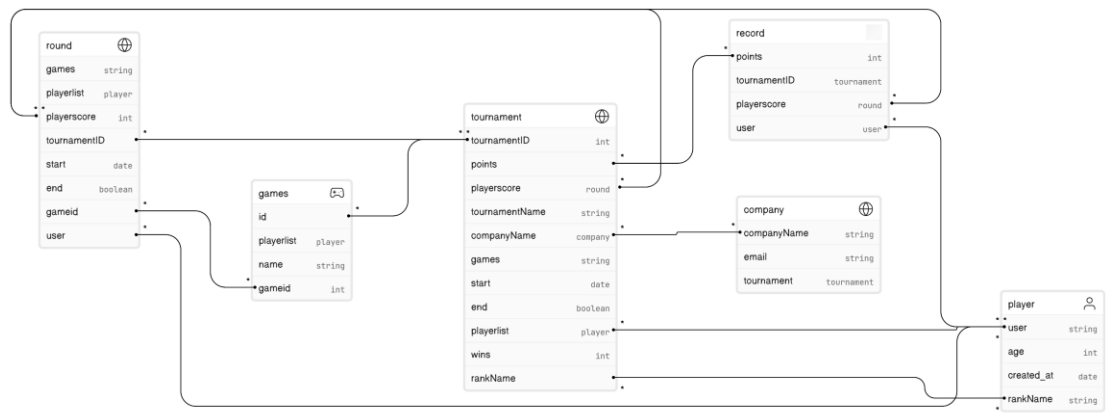 round
games string
playerlist player
playerscore int
tournamentID
start date
end boolean
gameid
user
games
id
playerlist player
name string
gameid int
tournament
tournamentID int
points
playerscore round
tournamentName string
companyName company
games string
start date
end boolean
playerlist player
wins int
rankName
record
points int
tournamentID tournament
playerscore round
user user
company
companyName string
email string
tournament tournament
player
user string
age int
created_at date
rankName string